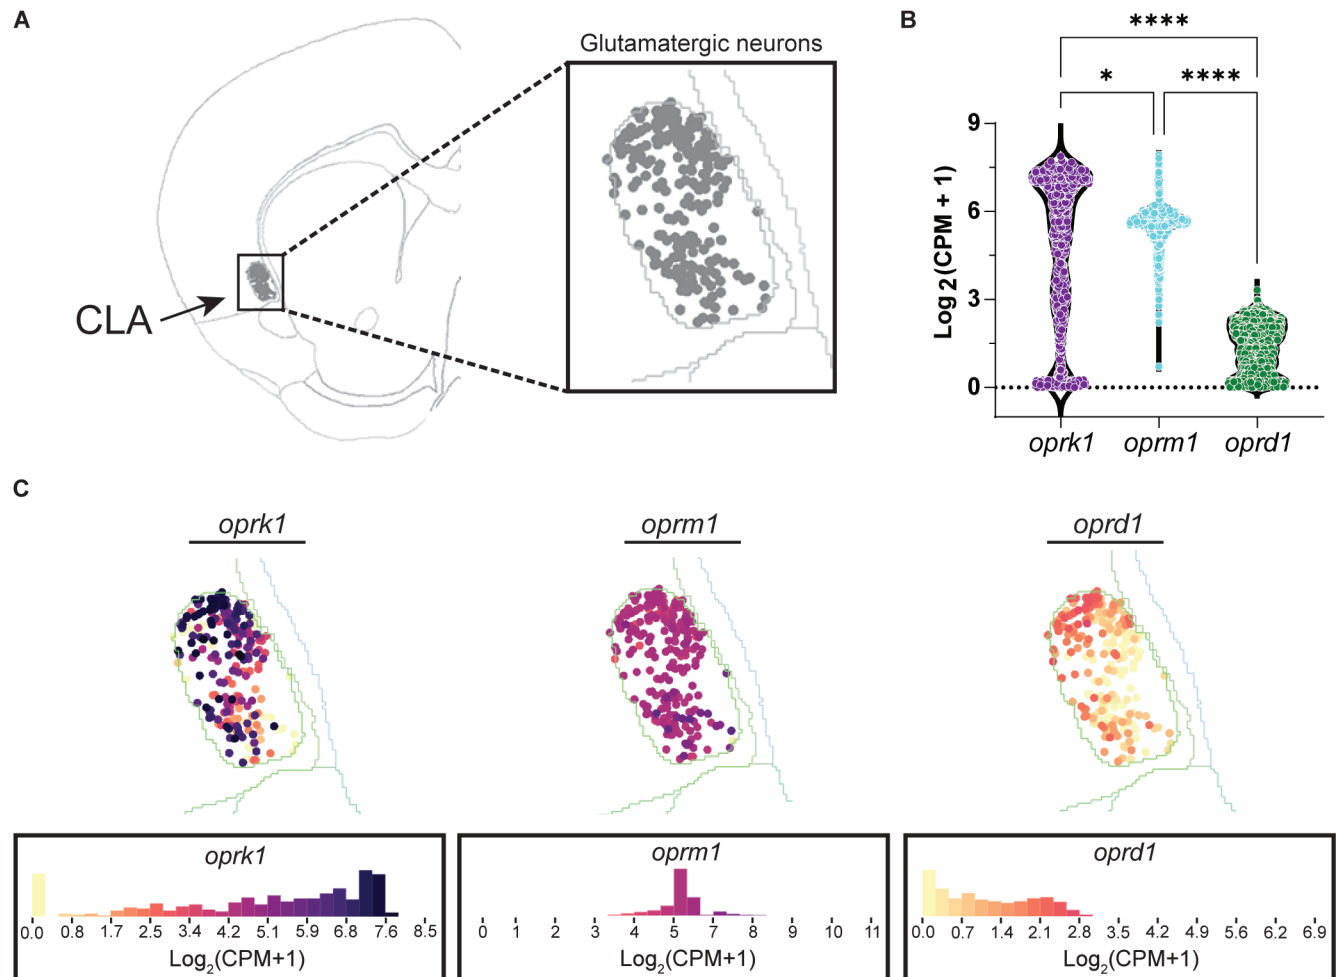 A
Glutamatergic neurons
CLA
B
****
*
****
9
6
3
0
Log2(CPM + 1)
oprk1
oprm1
oprd1
C
oprk1
oprm1
oprd1
oprk1
0.0 0.8 1.7 2.5 3.4 4.2 5.1 5.9 6.8 7.6 8.5
Log2(CPM+1)
oprm1
0 1 2 3 4 5 6 7 8 9 10 11
Log2(CPM+1)
oprd1
0.0 0.7 1.4 2.1 2.8 3.5 4.2 4.9 5.6 6.2 6.9
Log2(CPM+1)